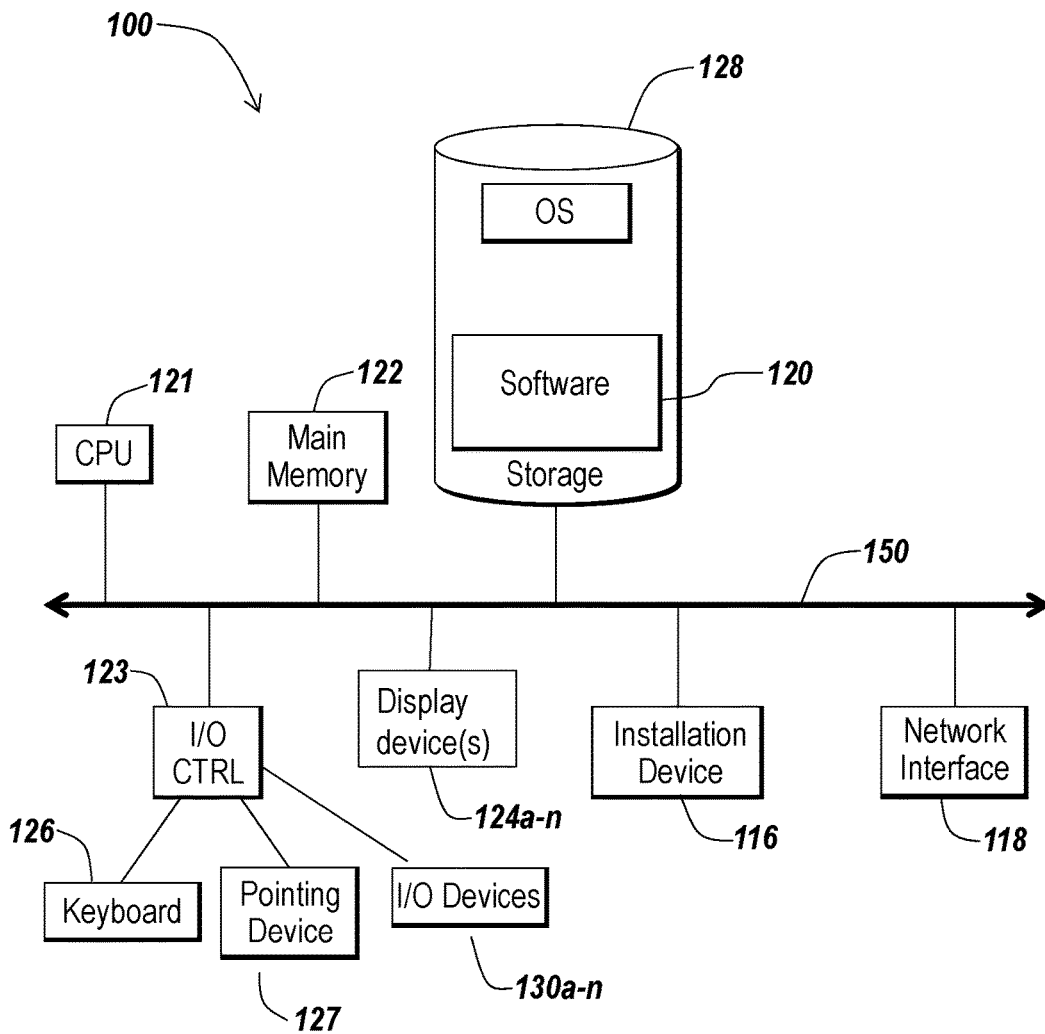 100
128
OS
Software
120
Storage
121
CPU
122
Main
Memory
150
123
I/O
CTRL
Display
device(s)
124a-n
Installation
Device
116
Network
Interface
118
126
Keyboard
Pointing
Device
127
I/O Devices
130a-n